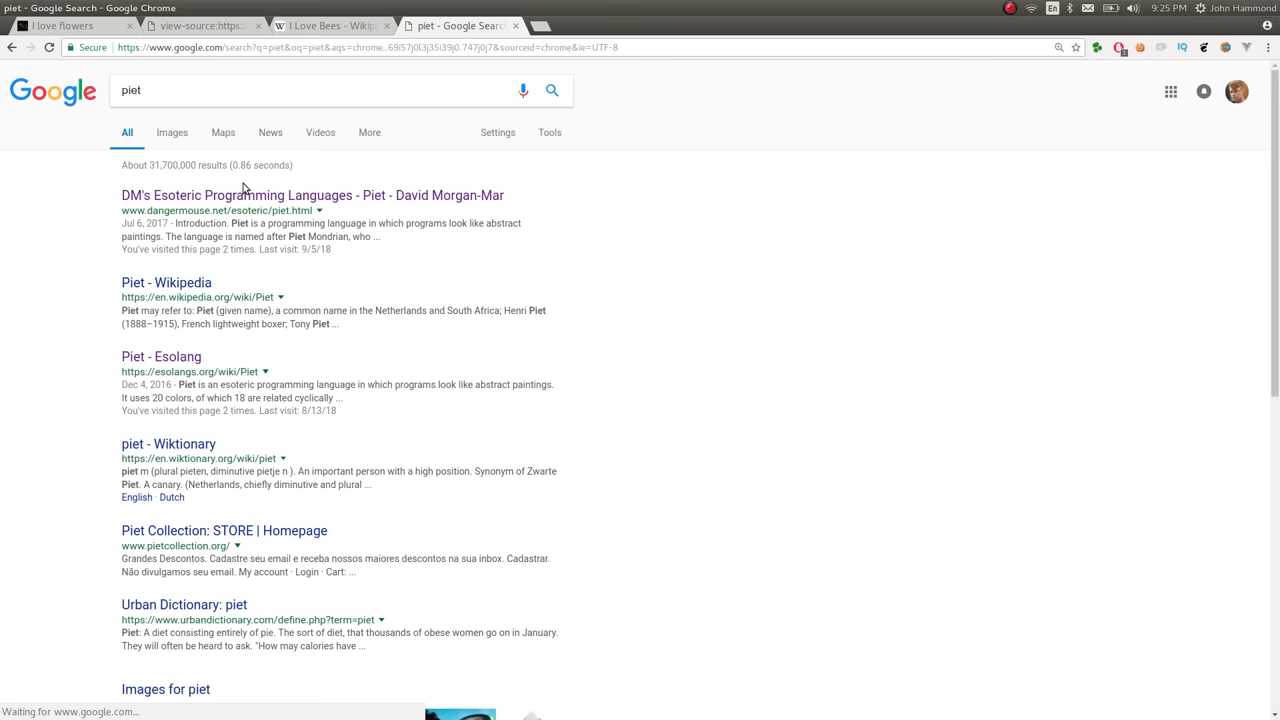 piet - Google Search - Google Chrome
En
9:25 PM
John Hammond
I love flowers
view-source:https:/
I Love Bees - Wikip
piet - Google Searc
Secure
https://www.google.com/search?q=piet&oq=piet&aqs=chrome..69i57j0l3j35i39j0.747j0j7&sourceid=chrome&ie=UTF-8
1
IQ
Google
piet
All
Images
Maps
News
Videos
More
Settings
Tools
About 31,700,000 results (0.86 seconds)
DM's Esoteric Programming Languages - Piet - David Morgan-Mar
www.dangermouse.net/esoteric/piet.html
Jul 6, 2017 - Introduction. Piet is a programming language in which programs look like abstract
paintings. The language is named after Piet Mondrian, who ...
You've visited this page 2 times. Last visit: 9/5/18
Piet - Wikipedia
https://en.wikipedia.org/wiki/Piet
Piet may refer to: Piet (given name), a common name in the Netherlands and South Africa; Henri Piet
(1888–1915), French lightweight boxer; Tony Piet ...
Piet - Esolang
https://esolangs.org/wiki/Piet
Dec 4, 2016 - Piet is an esoteric programming language in which programs look like abstract paintings.
It uses 20 colors, of which 18 are related cyclically ...
You've visited this page 2 times. Last visit: 8/13/18
piet - Wiktionary
https://en.wiktionary.org/wiki/piet
piet m (plural pieten, diminutive pietje n ). An important person with a high position. Synonym of Zwarte
Piet. A canary. (Netherlands, chiefly diminutive and plural ...
English · Dutch
Piet Collection: STORE | Homepage
www.pietcollection.org/
Grandes Descontos. Cadastre seu email e receba nossos maiores descontos na sua inbox. Cadastrar.
Não divulgamos seu email. My account · Login · Cart: ...
Urban Dictionary: piet
https://www.urbandictionary.com/define.php?term=piet
Piet: A diet consisting entirely of pie. The sort of diet, that thousands of obese women go on in January.
They will often be heard to ask. "How may calories have ...
Images for piet
Waiting for www.google.com...